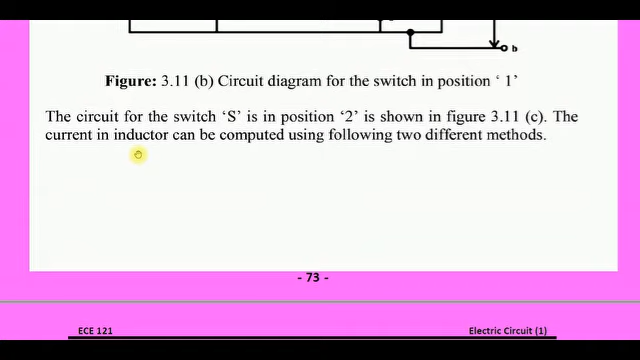 b
Figure: 3.11 (b) Circuit diagram for the switch in position ‘ 1’
The circuit for the switch ‘S’ is in position ‘2’ is shown in figure 3.11 (c). The
current in inductor can be computed using following two different methods.
- 73 -
ECE 121 Electric Circuit (1)